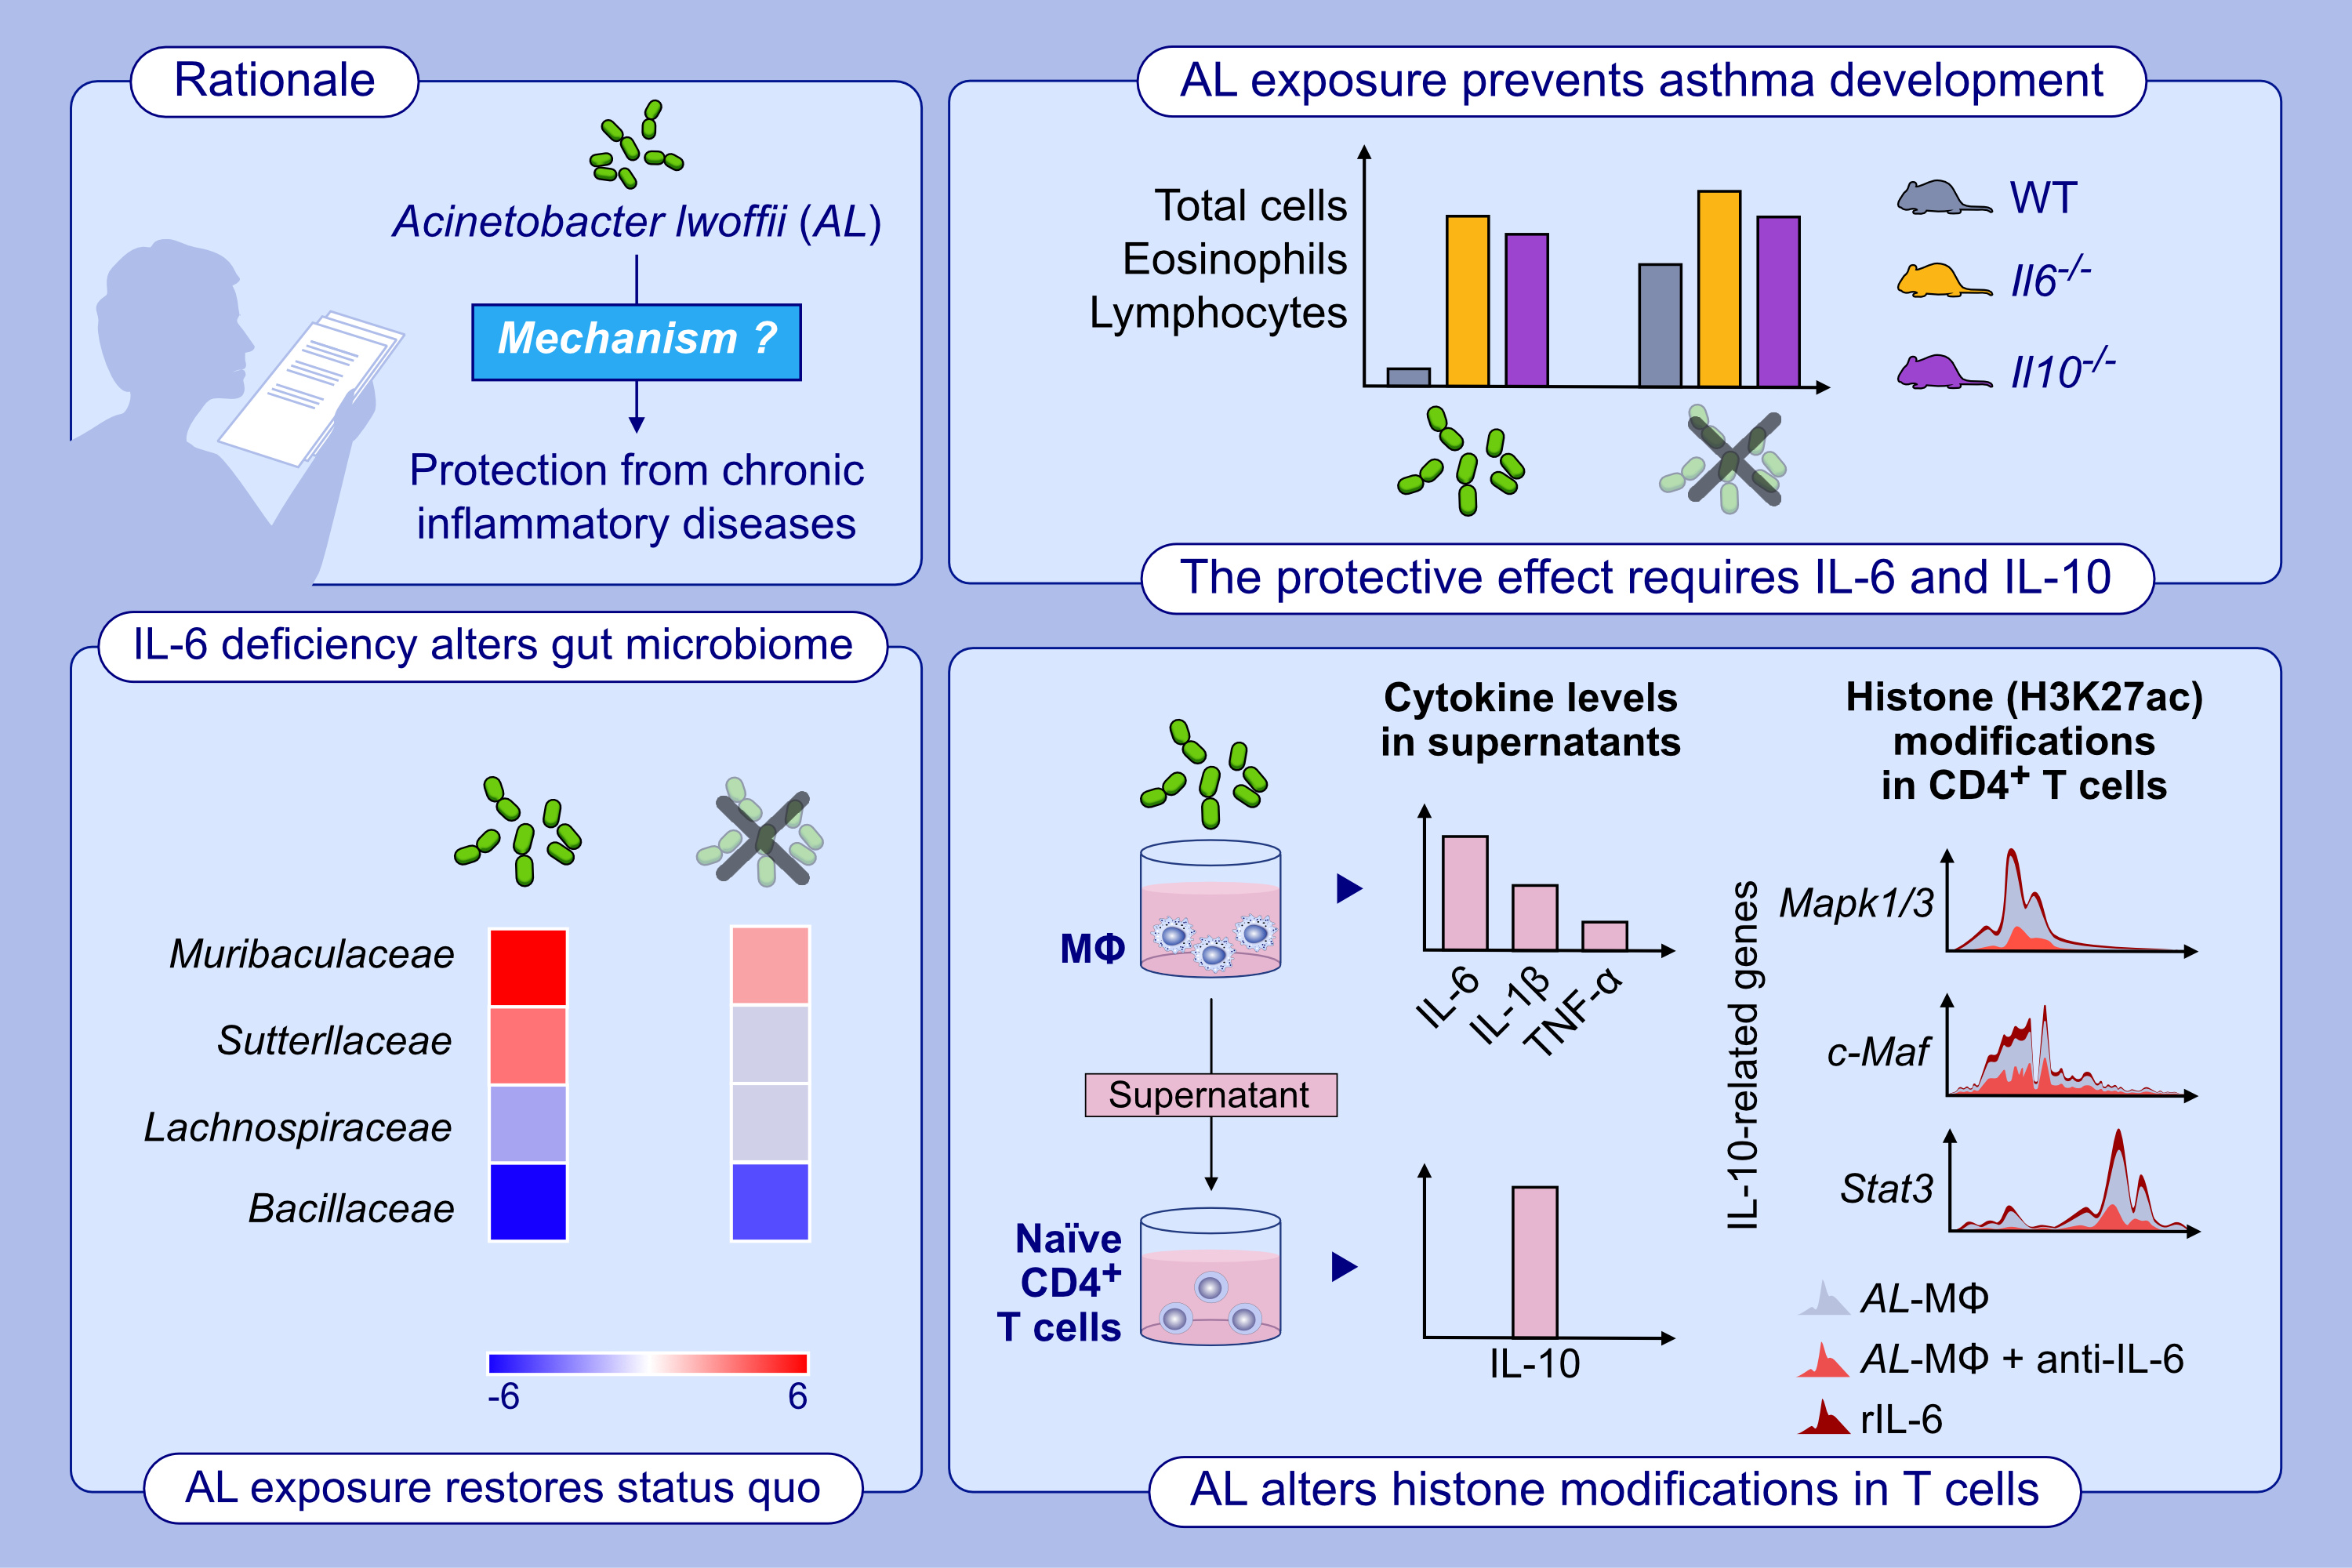 Rationale
Acinetobacter lwoffii (AL)
Mechanism ?
Protection from chronic
inflammatory diseases
AL exposure prevents asthma development
Total cells
Eosinophils
Lymphocytes
WT
Il6-/-
Il10-/-
The protective effect requires IL-6 and IL-10
IL-6 deficiency alters gut microbiome
Muribaculaceae
Sutterllaceae
Lachnospiraceae
Bacillaceae
-6
6
AL exposure restores status quo
MΦ
Supernatant
Naïve
CD4+
T cells
Cytokine levels
in supernatants
IL-6
IL-1β
TNF-α
IL-10
Histone (H3K27ac)
modifications
in CD4+ T cells
IL-10-related genes
Mapk1/3
c-Maf
Stat3
AL-MΦ
AL-MΦ + anti-IL-6
rIL-6
AL alters histone modifications in T cells